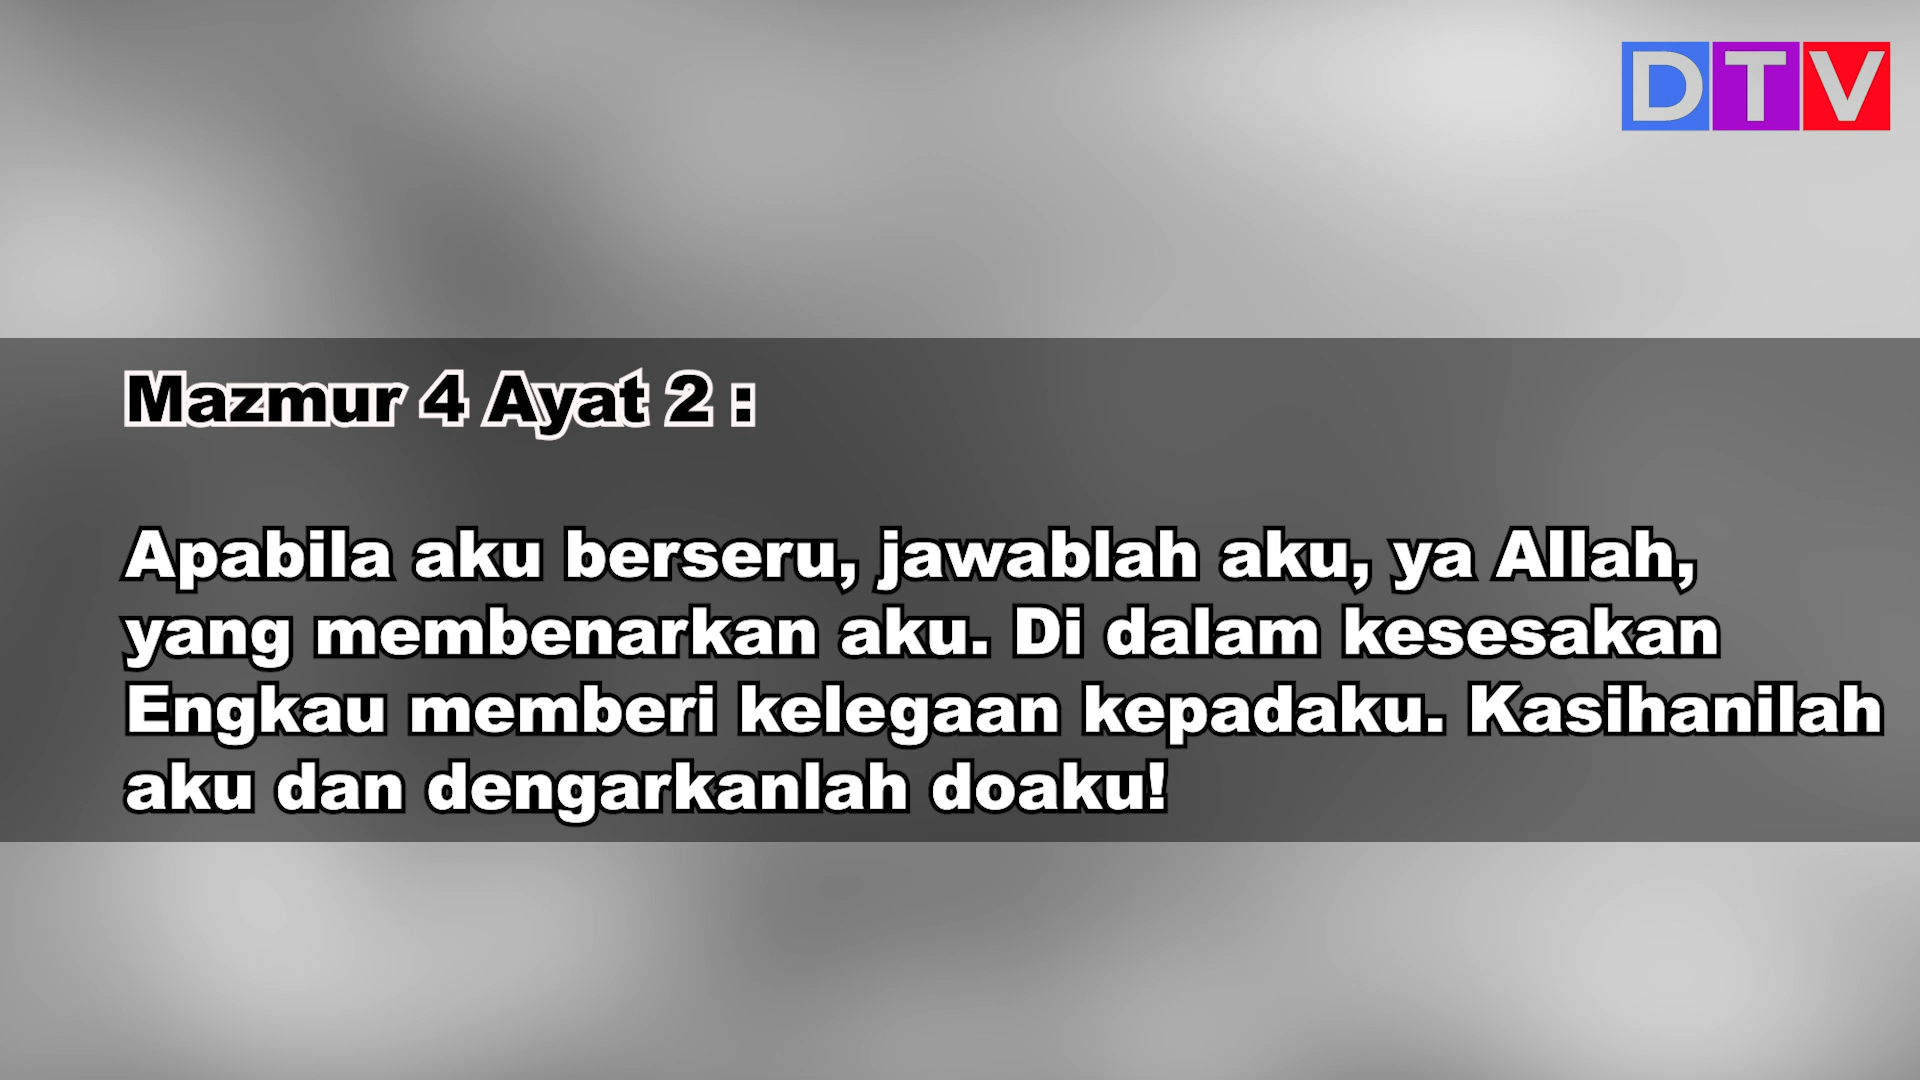 DTV
Mazmur 4 Ayat 2 :
Apabila aku berseru, jawablah aku, ya Allah,
yang membenarkan aku. Di dalam kesesakan
Engkau memberi kelegaan kepadaku. Kasihanilah
aku dan dengarkanlah doaku!